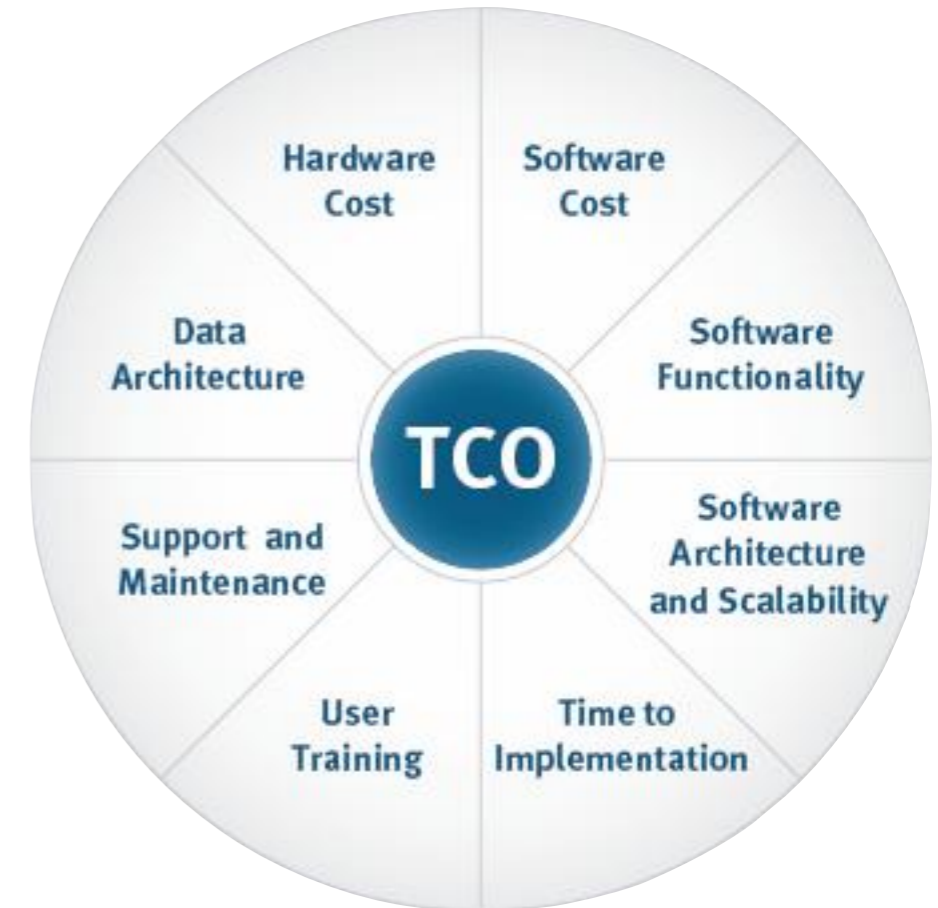 Hardware
Cost
Software
Cost
Data
Architecture
Software
Functionality
TCO
Support and
Maintenance
Software
Architecture
and Scalability
User
Training
Time to
Implementation